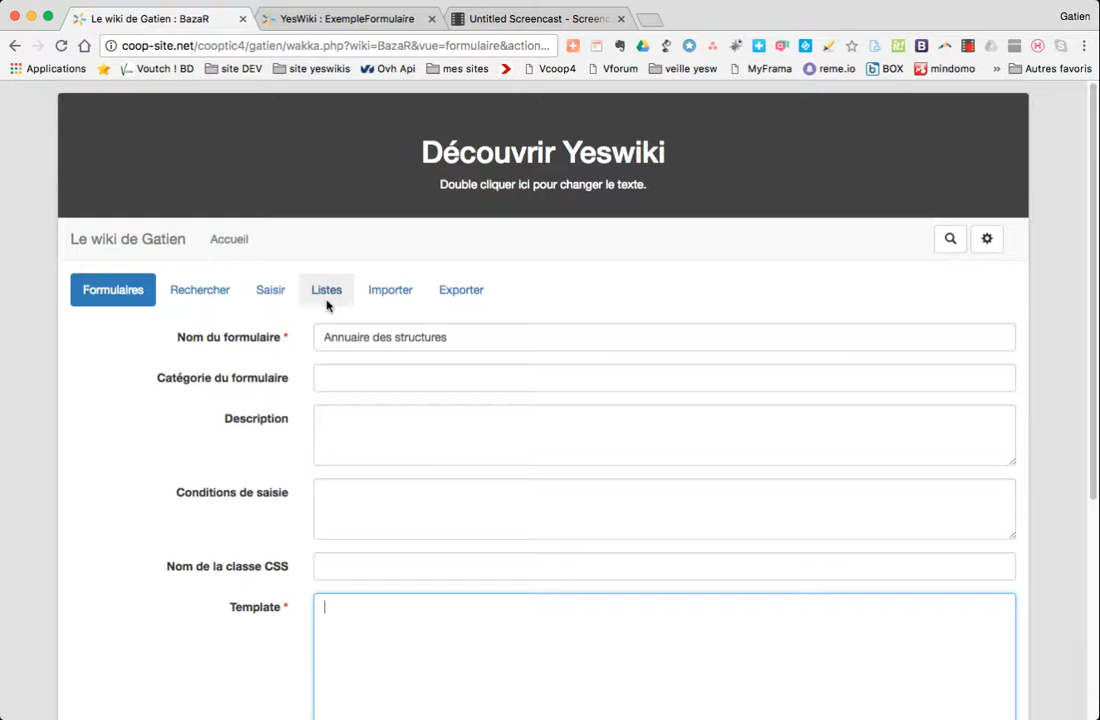 Le wiki de Gatien : BazaR
YesWiki : ExempleFormulaire
Untitled Screencast - Screenc
Gatien
coop-site.net/cooptic4/gatien/wakka.php?wiki=BazaR&vue=formulaire&action...
Applications
Voutch ! BD
site DEV
site yeswikis
Ovh Api
mes sites
Vcoop4
Vforum
veille yesw
MyFrama
reme.io
BOX
mindomo
»
Autres favoris
Découvrir Yeswiki
Double cliquer ici pour changer le texte.
Le wiki de Gatien
Accueil
Formulaires
Rechercher
Saisir
Listes
Importer
Exporter
Nom du formulaire *
Annuaire des structures
Catégorie du formulaire
Description
Conditions de saisie
Nom de la classe CSS
Template *